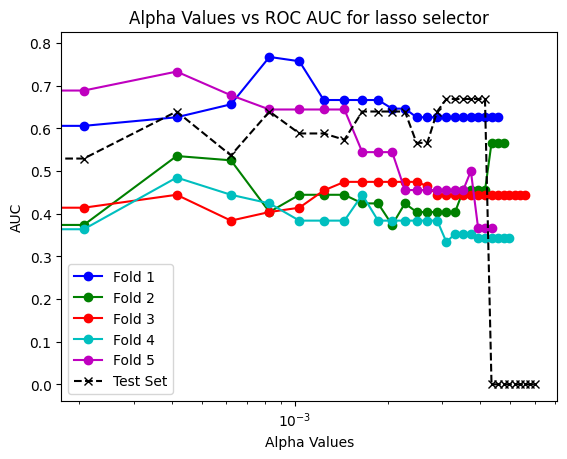 Alpha Values vs ROC AUC for lasso selector
AUC
0.8
0.7
0.6
0.5
0.4
0.3
0.2
0.1
0.0
Fold 1
Fold 2
Fold 3
Fold 4
Fold 5
Test Set
10⁻³
Alpha Values